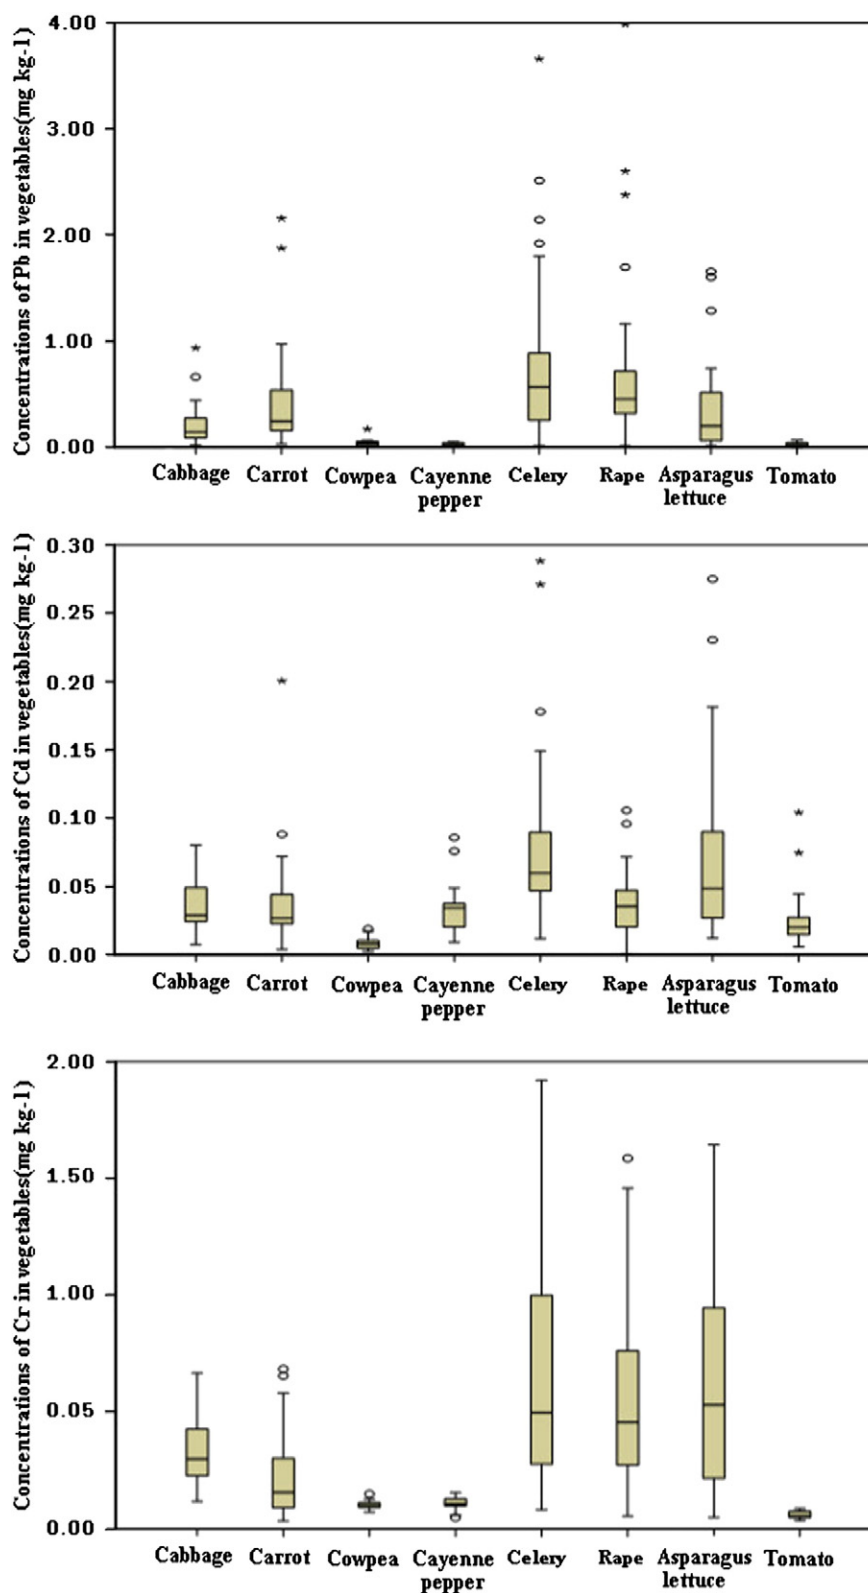 Concentrations of Pb in vegetables(mg kg-1)
4.00
3.00
2.00
1.00
0.00
Cabbage Carrot Cowpea Cayenne Celery Rape Asparagus Tomato
pepper lettuce
Concentrations of Cd in vegetables(mg kg-1)
0.30
0.25
0.20
0.15
0.10
0.05
0.00
Cabbage Carrot Cowpea Cayenne Celery Rape Asparagus Tomato
pepper lettuce
Concentrations of Cr in vegetables(mg kg-1)
2.00
1.50
1.00
0.05
0.00
Cabbage Carrot Cowpea Cayenne Celery Rape Asparagus Tomato
pepper lettuce